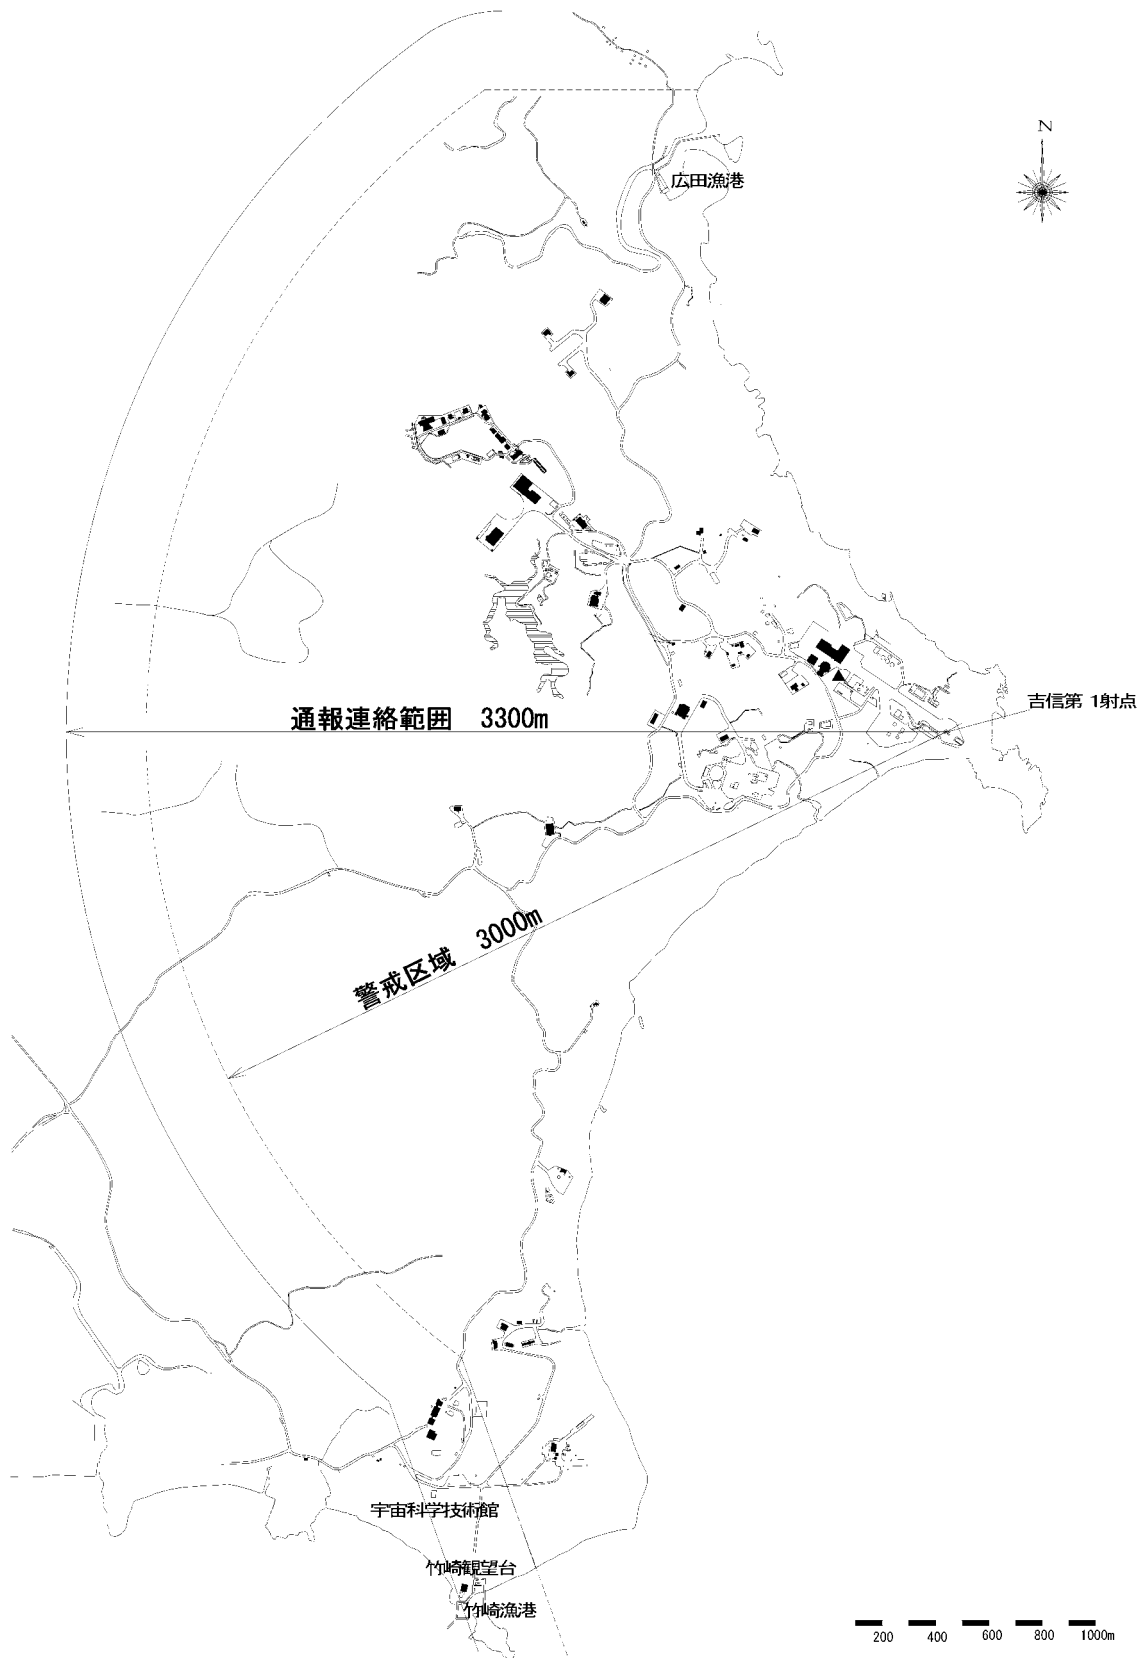 N
広田漁港
吉信第1射点
通報連絡範囲 3300m
警戒区域 3000m
宇宙科学技術館
竹崎観望台
竹崎漁港
200 400 600 800 1000m